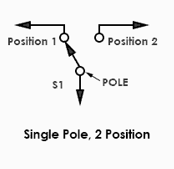 Position 1
Position 2
S1
POLE
Single Pole, 2 Position